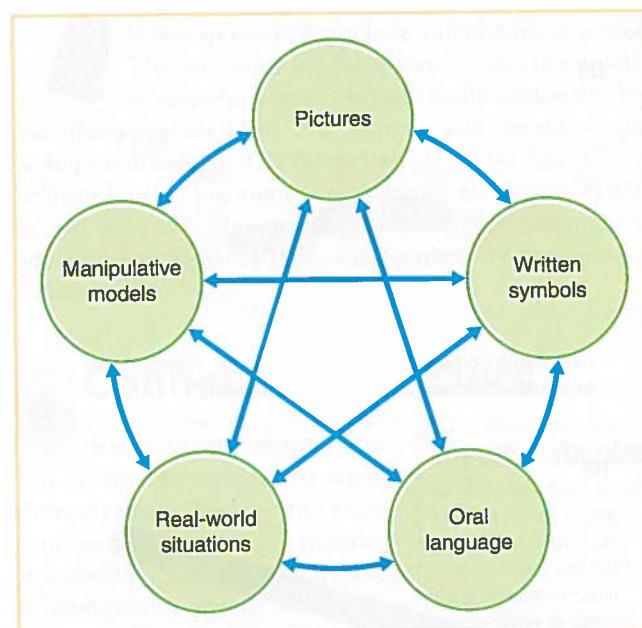 Pictures
Manipulative
models
Written
symbols
Real-world
situations
Oral
language